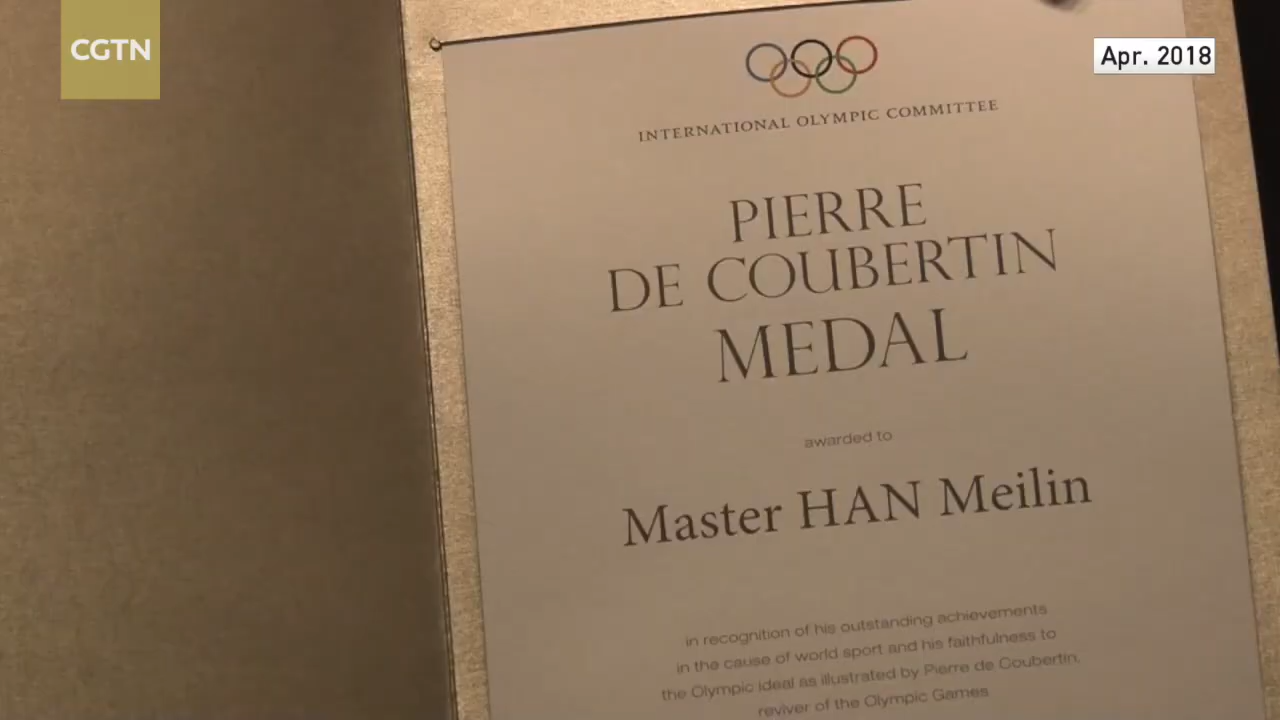 CGTN
Apr. 2018
INTERNATIONAL OLYMPIC COMMITTEE
PIERRE
DE COUBERTIN
MEDAL
awarded to
Master HAN Meilin
in recognition of his outstanding achievements
in the cause of world sport and his faithfulness to
the Olympic ideal as illustrated by Pierre de Coubertin,
reviver of the Olympic Games